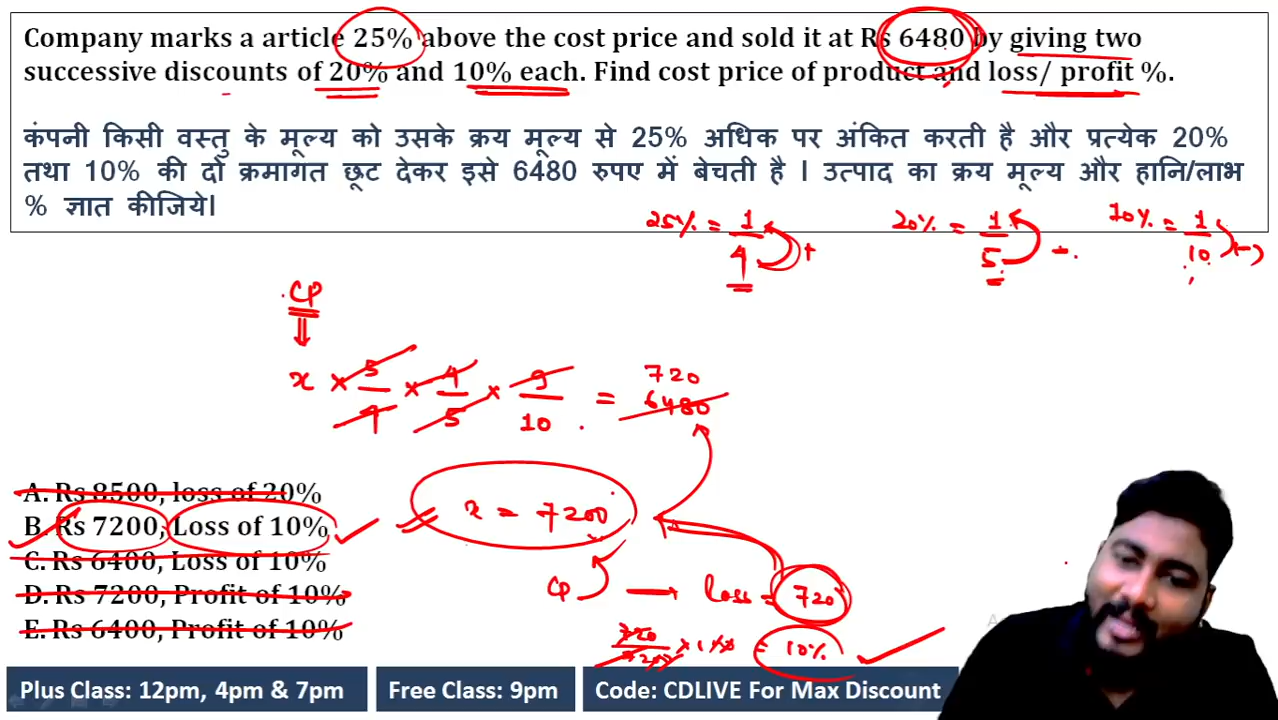 Company marks a article 25% above the cost price and sold it at Rs 6480 by giving two
successive discounts of 20% and 10% each. Find cost price of product and loss/ profit %.
कंपनी किसी वस्तु के मूल्य को उसके क्रय मूल्य से 25% अधिक पर अंकित करती है और प्रत्येक 20%
तथा 10% की दो क्रमागत छूट देकर इसे 6480 रुपए में बेचती है । उत्पाद का क्रय मूल्य और हानि/लाभ
% ज्ञात कीजिये।
25% = 1/4 + 20% = 1/5 - 10% = 1/10 (-)
CP
x × 5/4 × 4/5 × 9/10 = 6480
720
A. Rs 8500, loss of 20%
B. Rs 7200, Loss of 10%
x = 7200
C. Rs 6400, Loss of 10%
CP → loss = 720
D. Rs 7200, Profit of 10%
E. Rs 6400, Profit of 10%
720/7200 × 100 = 10%
Plus Class: 12pm, 4pm & 7pm
Free Class: 9pm
Code: CDLIVE For Max Discount